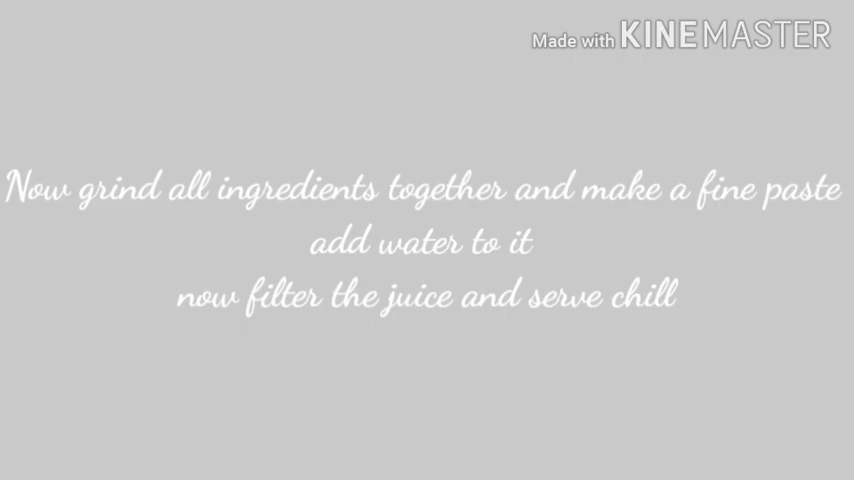 Made with KINEMASTER
Now grind all ingredients together and make a fine paste
add water to it
now filter the juice and serve chill